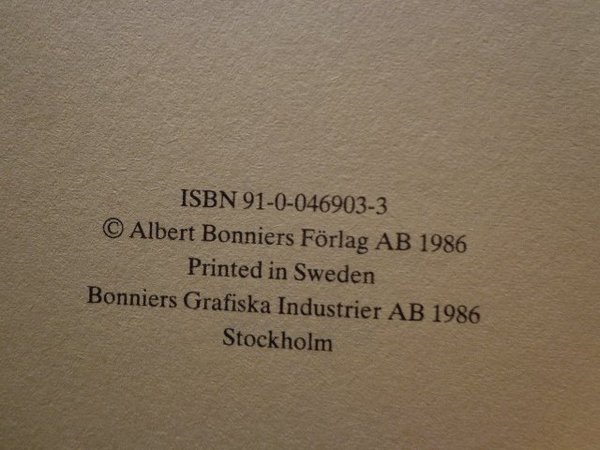 ISBN 91-0-046903-3
© Albert Bonniers Förlag AB 1986
Printed in Sweden
Bonniers Grafiska Industrier AB 1986
Stockholm